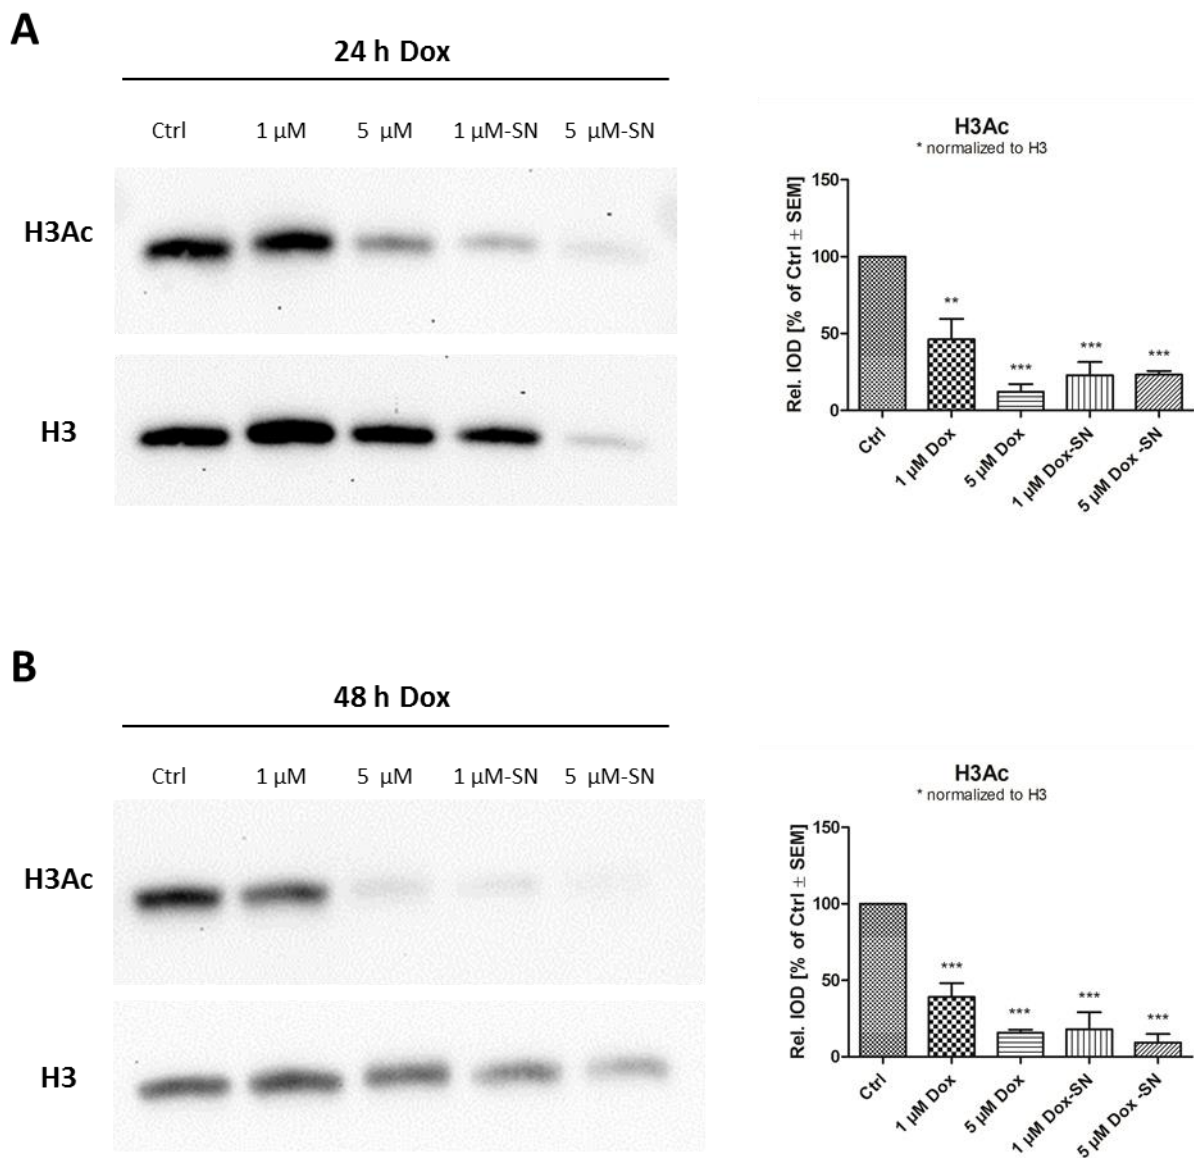 A
24 h Dox
Ctrl 1 µM 5 µM 1 µM-SN 5 µM-SN
H3Ac
H3
H3Ac
* normalized to H3
Rel. IOD [% of Ctrl ± SEM]
150
100
50
0
** *** *** ***
Ctrl
1 µM Dox
5 µM Dox
1 µM Dox-SN
5 µM Dox -SN
B
48 h Dox
Ctrl 1 µM 5 µM 1 µM-SN 5 µM-SN
H3Ac
H3
H3Ac
* normalized to H3
Rel. IOD [% of Ctrl ± SEM]
150
100
50
0
*** *** *** ***
Ctrl
1 µM Dox
5 µM Dox
1 µM Dox-SN
5 µM Dox -SN